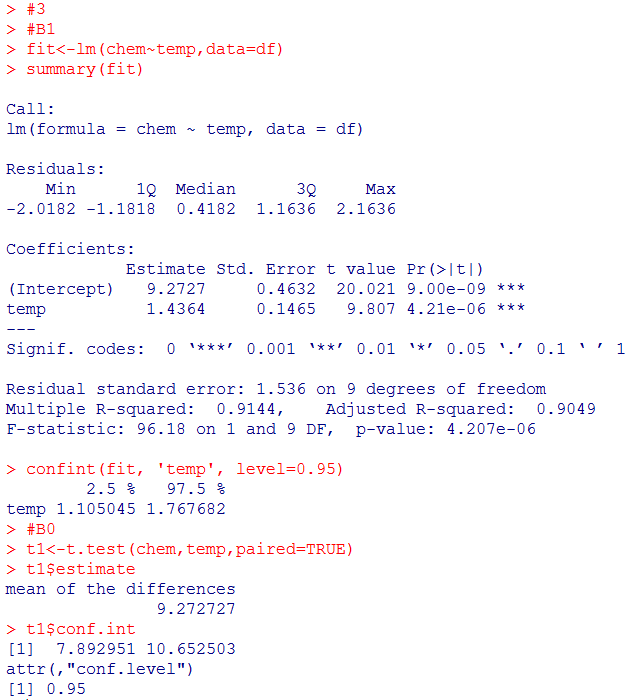 > #3
> #B1
> fit<-lm(chem~temp,data=df)
> summary(fit)
Call:
lm(formula = chem ~ temp, data = df)
Residuals:
    Min      1Q  Median      3Q     Max
-2.0182 -1.1818  0.4182  1.1636  2.1636
Coefficients:
            Estimate Std. Error t value Pr(>|t|)
(Intercept)   9.2727     0.4632  20.021 9.00e-09 ***
temp          1.4364     0.1465   9.807 4.21e-06 ***
---
Signif. codes:  0 ‘***’ 0.001 ‘**’ 0.01 ‘*’ 0.05 ‘.’ 0.1 ‘ ’ 1
Residual standard error: 1.536 on 9 degrees of freedom
Multiple R-squared:  0.9144,    Adjusted R-squared:  0.9049
F-statistic: 96.18 on 1 and 9 DF,  p-value: 4.207e-06
> confint(fit, 'temp', level=0.95)
        2.5 %   97.5 %
temp 1.105045 1.767682
> #B0
> t1<-t.test(chem,temp,paired=TRUE)
> t1$estimate
mean of the differences
               9.272727
> t1$conf.int
[1]  7.892951 10.652503
attr(,"conf.level")
[1] 0.95